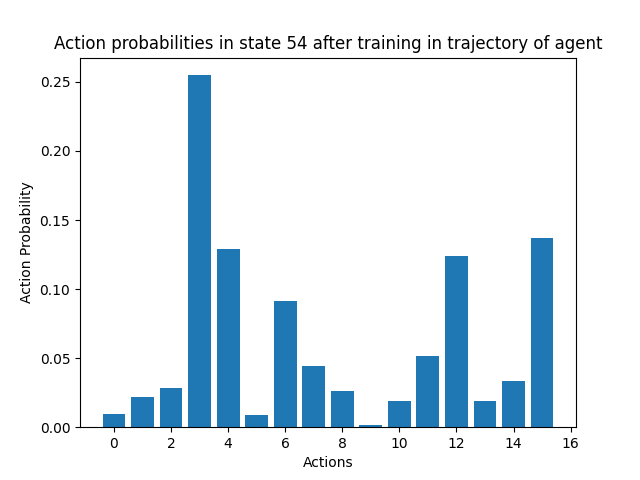 Action probabilities in state 54 after training in trajectory of agent
0.25
0.20
0.15
0.10
0.05
0.00
Action Probability
0 2 4 6 8 10 12 14 16
Actions